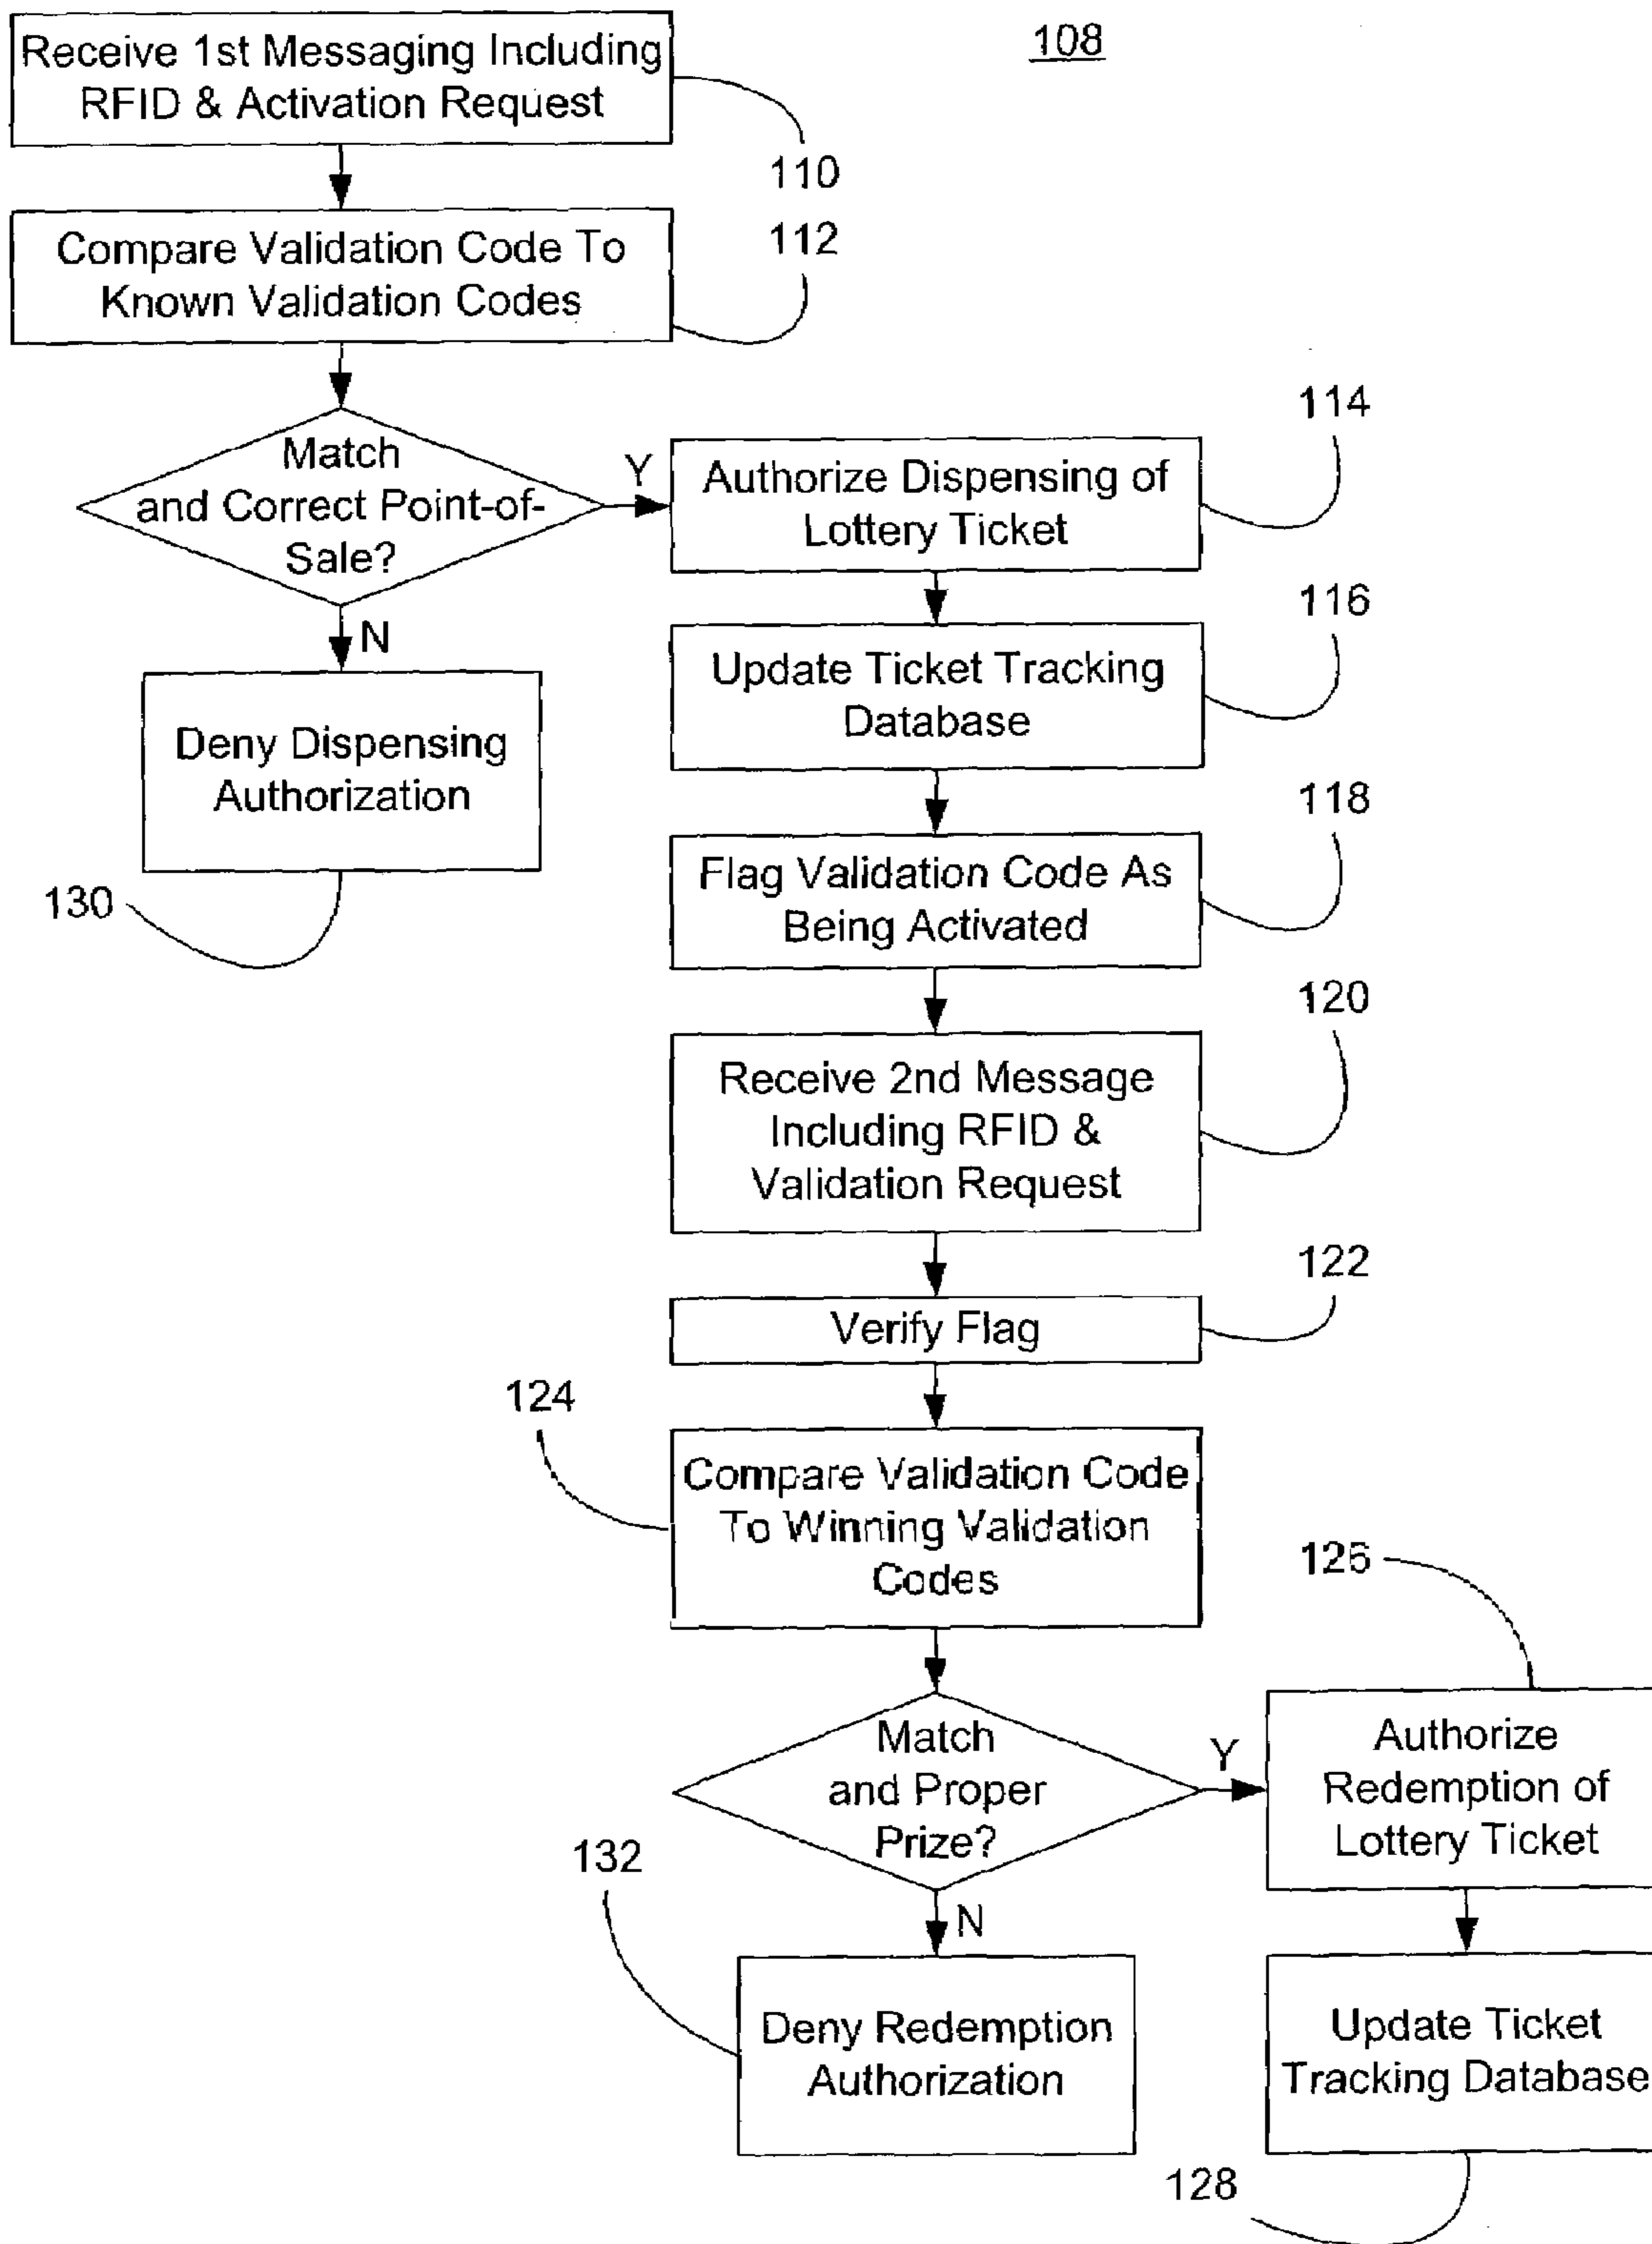 108
Receive 1st Messaging Including
RFID & Activation Request
110
Compare Validation Code To
Known Validation Codes
112
Match
and Correct Point-of-
Sale?
Y
N
Authorize Dispensing of
Lottery Ticket
114
Update Ticket Tracking
Database
116
Deny Dispensing
Authorization
130
Flag Validation Code As
Being Activated
118
Receive 2nd Message
Including RFID &
Validation Request
120
Verify Flag
122
Compare Validation Code
To Winning Validation
Codes
124
Match
and Proper
Prize?
Y
N
Authorize
Redemption of
Lottery Ticket
126
Deny Redemption
Authorization
132
Update Ticket
Tracking Database
128